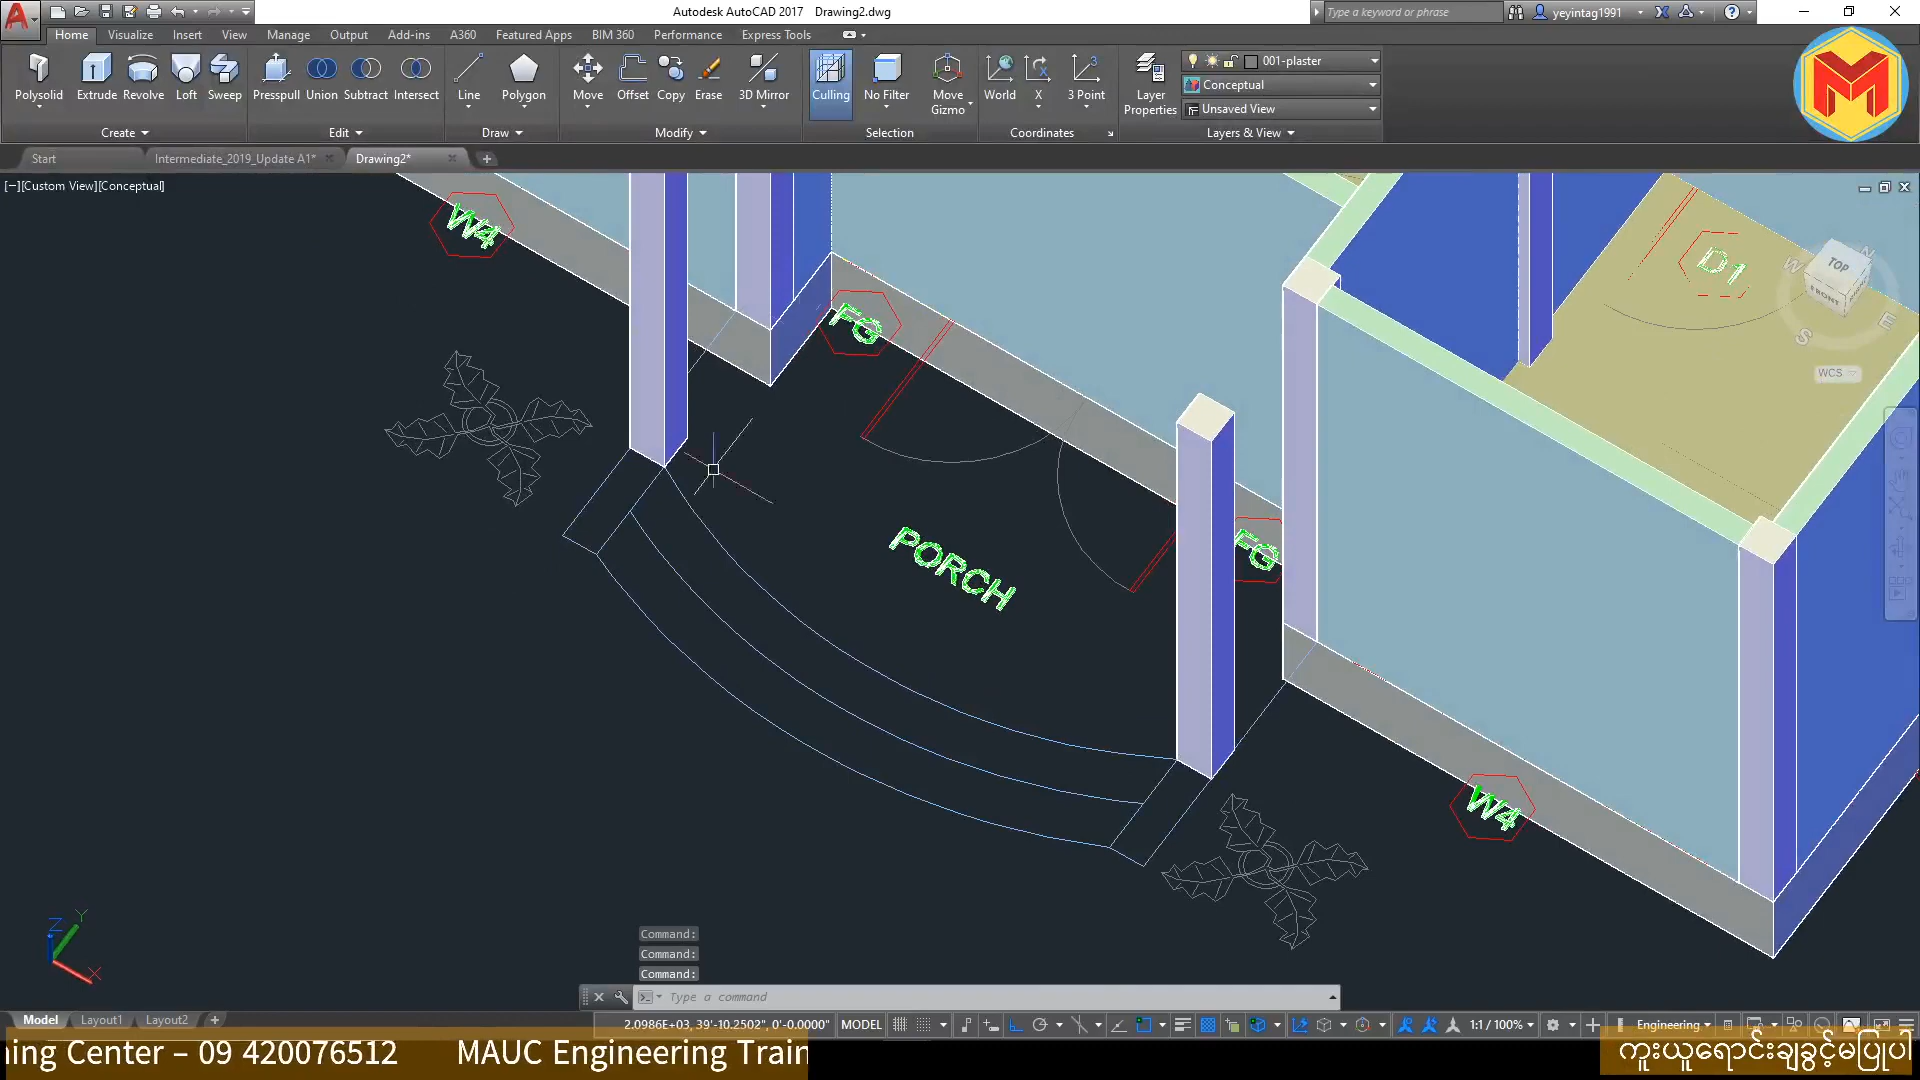 Autodesk AutoCAD 2017 Drawing2.dwg
Type a keyword or phrase
yeyintag1991
Home Visualize Insert View Manage Output Add-ins A360 Featured Apps BIM 360 Performance Express Tools
Polysolid Extrude Revolve Loft Sweep Presspull Union Subtract Intersect Line Polygon Move Offset Copy Erase 3D Mirror Culling No Filter Move Gizmo World X 3 Point Layer Properties
001-plaster
Conceptual
Unsaved View
Create Edit Draw Modify Selection Coordinates Layers & View
Start Intermediate_2019_Update A1* Drawing2*
[−][Custom View][Conceptual]
W4
D1
N
W
TOP
FRONT
E
S
WCS
FG
PORCH
FG
W4
Z
Y
X
Command:
Command:
Command:
Type a command
Model Layout1 Layout2
2.0986E+03, 39'-10.2502", 0'-0.0000" MODEL 1:1 / 100% Engineering
ning Center – 09 420076512 MAUC Engineering Train
ကူးယူရောင်းချခွင့်မပြုပါ